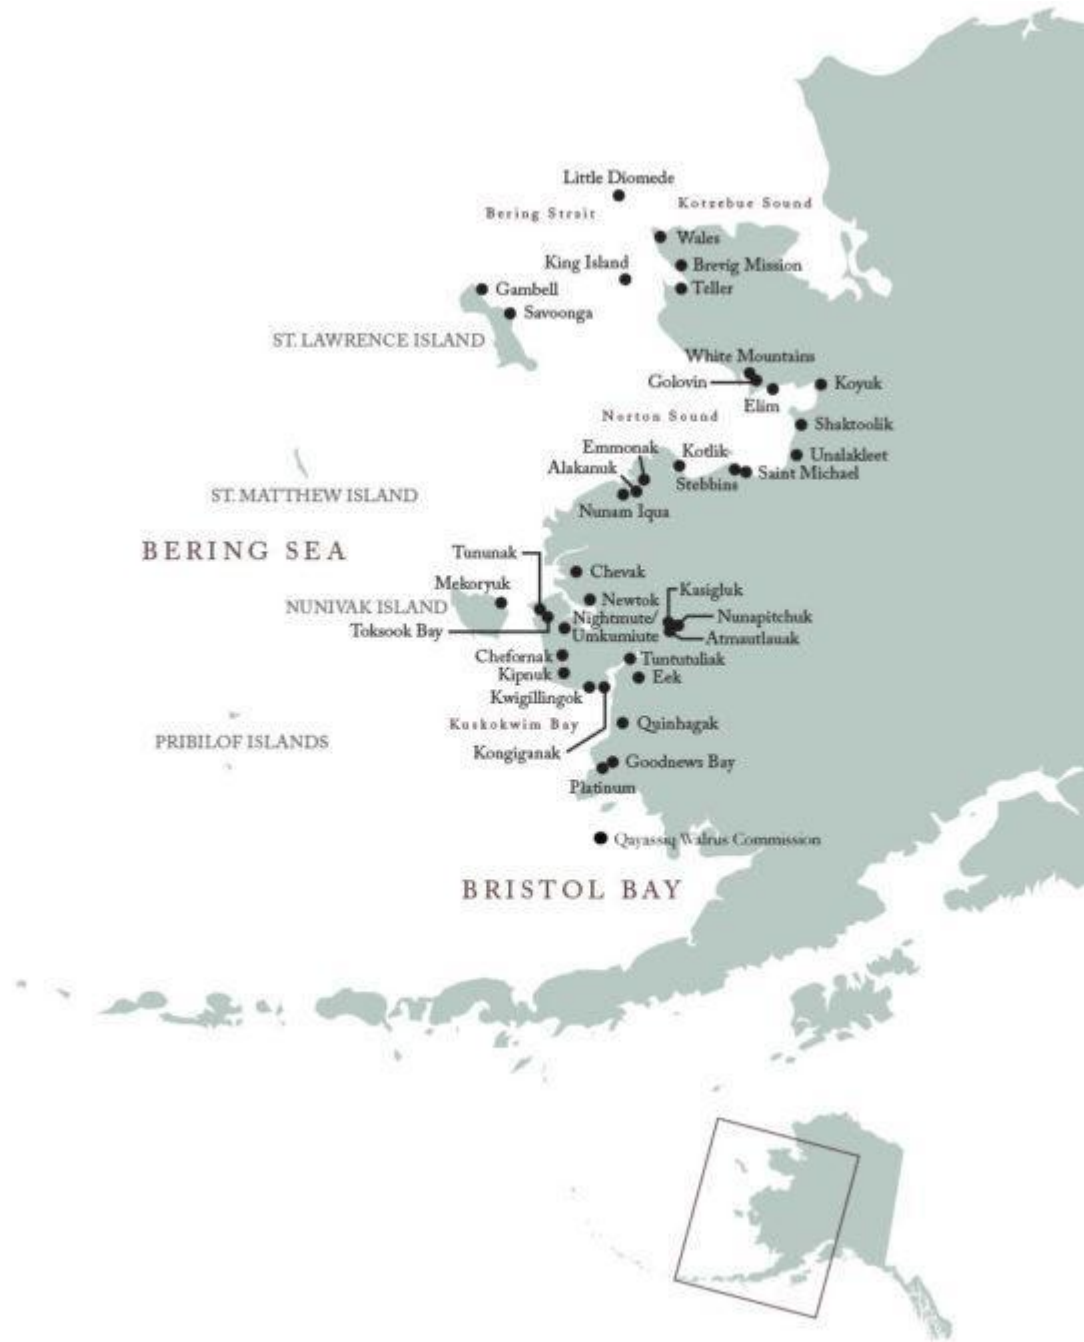 Little Diomede
Kotzebue Sound
Bering Strait
Wales
King Island
Brevig Mission
Gambell
Teller
Savoonga
ST. LAWRENCE ISLAND
White Mountains
Golovin
Koyuk
Elim
Norton Sound
Shaktoolik
Emmonak
Kotlik
Unalakleet
Alakanuk
Saint Michael
Stebbins
ST. MATTHEW ISLAND
Nunam Iqua
BERING SEA
Tununak
Chevak
Mekoryuk
Kasigluk
NUNIVAK ISLAND
Newtok
Nightmute/
Umkumiute
Nunapitchuk
Toksook Bay
Atmautlauak
Chefornak
Tuntutuliak
Kipnuk
Eek
Kwigillingok
Kuskokwim Bay
Quinhagak
PRIBILOF ISLANDS
Kongiganak
Goodnews Bay
Platinum
Qayassiq Walrus Commission
BRISTOL BAY